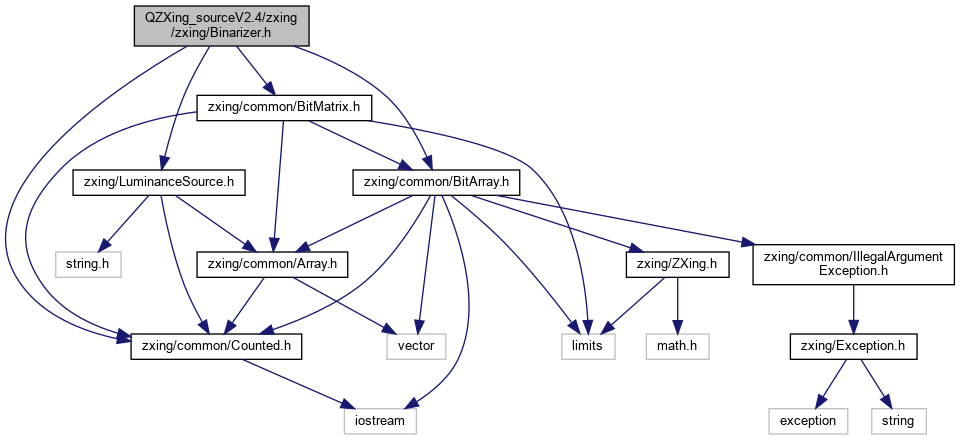 QZXing_sourceV2.4/zxing
/zxing/Binarizer.h
zxing/common/BitMatrix.h
zxing/LuminanceSource.h
zxing/common/BitArray.h
string.h
zxing/common/Array.h
zxing/ZXing.h
zxing/common/IllegalArgument
Exception.h
zxing/common/Counted.h
vector
limits
math.h
zxing/Exception.h
iostream
exception
string